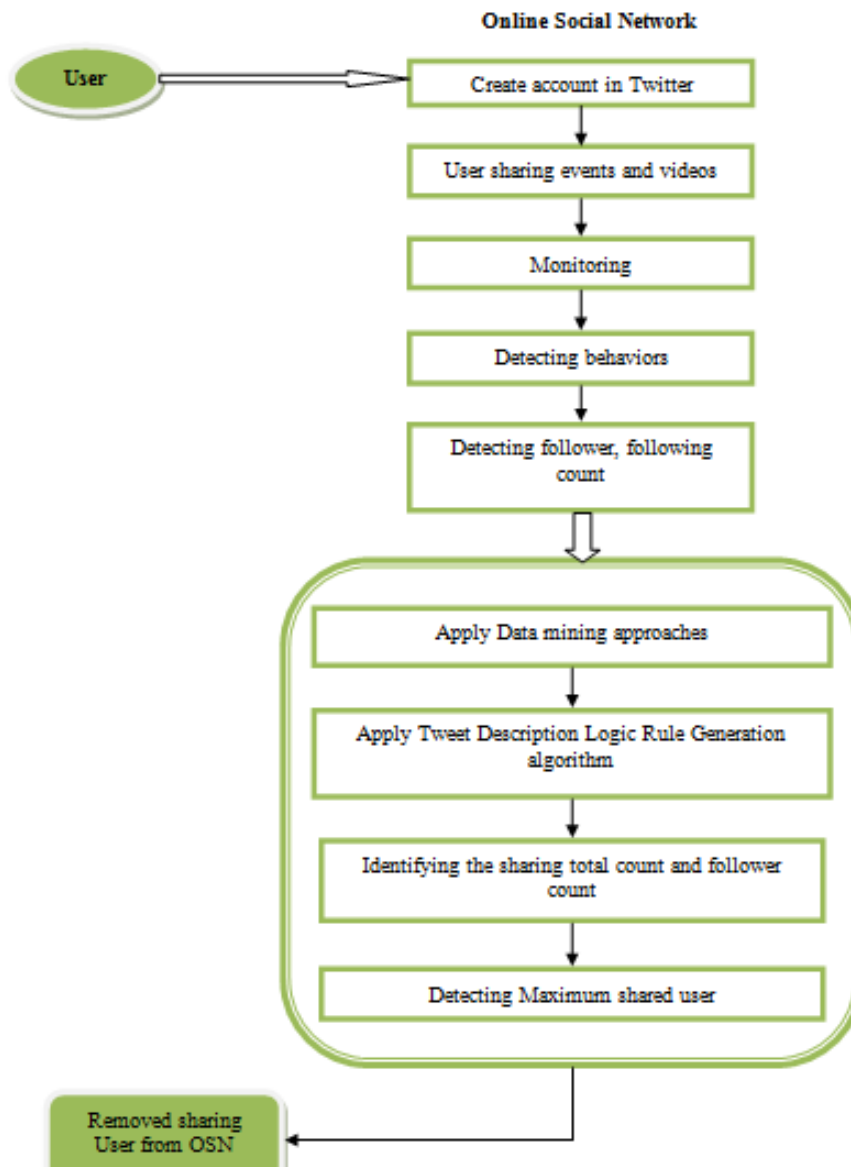 Online Social Network
User
Create account in Twitter
User sharing events and videos
Monitoring
Detecting behaviors
Detecting follower, following
count
Apply Data mining approaches
Apply Tweet Description Logic Rule Generation
algorithm
Identifying the sharing total count and follower
count
Detecting Maximum shared user
Removed sharing
User from OSN